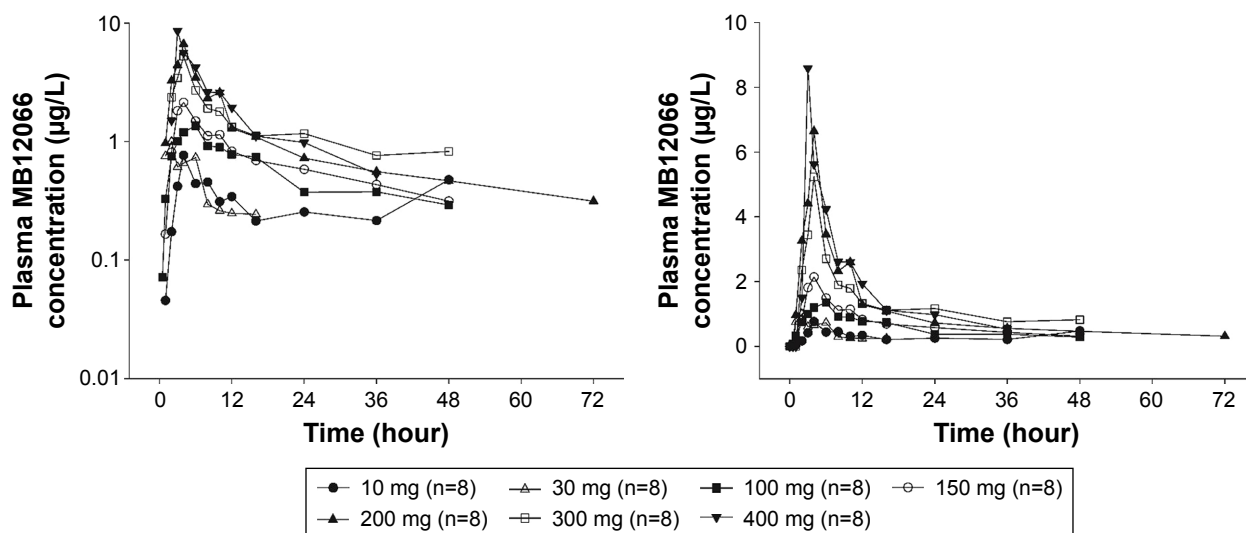 Plasma MB12066
concentration (µg/L)
10
1
0.1
0.01
0 12 24 36 48 60 72
Time (hour)
Plasma MB12066
concentration (µg/L)
10
8
6
4
2
0
0 12 24 36 48 60 72
Time (hour)
10 mg (n=8) 30 mg (n=8) 100 mg (n=8) 150 mg (n=8)
200 mg (n=8) 300 mg (n=8) 400 mg (n=8)